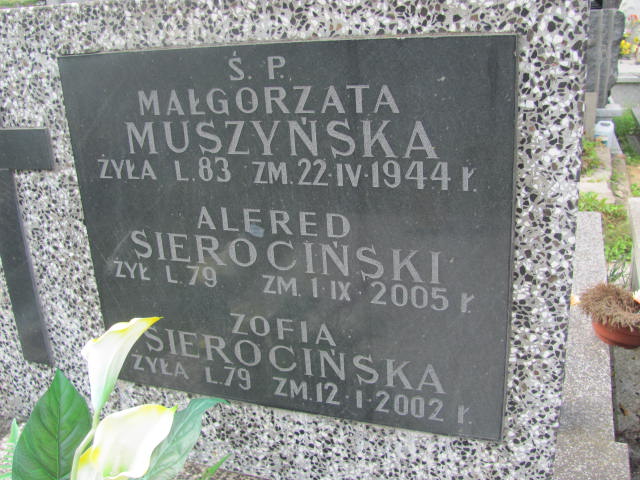 Ś. P.
MAŁGORZATA
MUSZYŃSKA
ŻYŁA L. 83 ZM. 22·IV·1944 R.
ALFRED
SIEROCIŃSKI
ŻYŁ L. 79 ZM. 1·IX·2005 R.
ZOFIA
SIEROCIŃSKA
ŻYŁA L. 79 ZM. 12·I·2002 R.